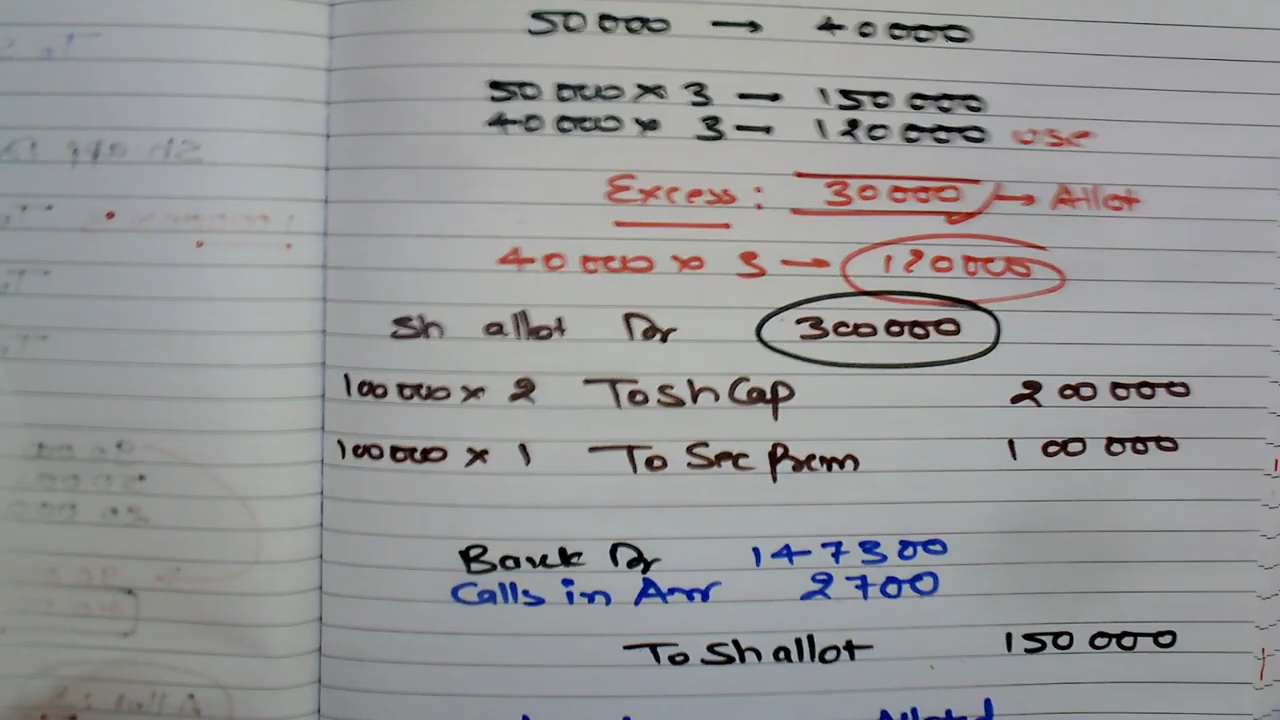 50000 → 40000
50000 × 3 — 150000
40000 × 3 — 120000 use
Excess : 30000 → Allot
40000 × 3 → 120000
Sh allot Dr 300000
100000 × 2 To Sh Cap 200000
100000 × 1 To Sec Prem 100000
Bank Dr 147300
Calls in Arr 2700
To Sh allot 150000